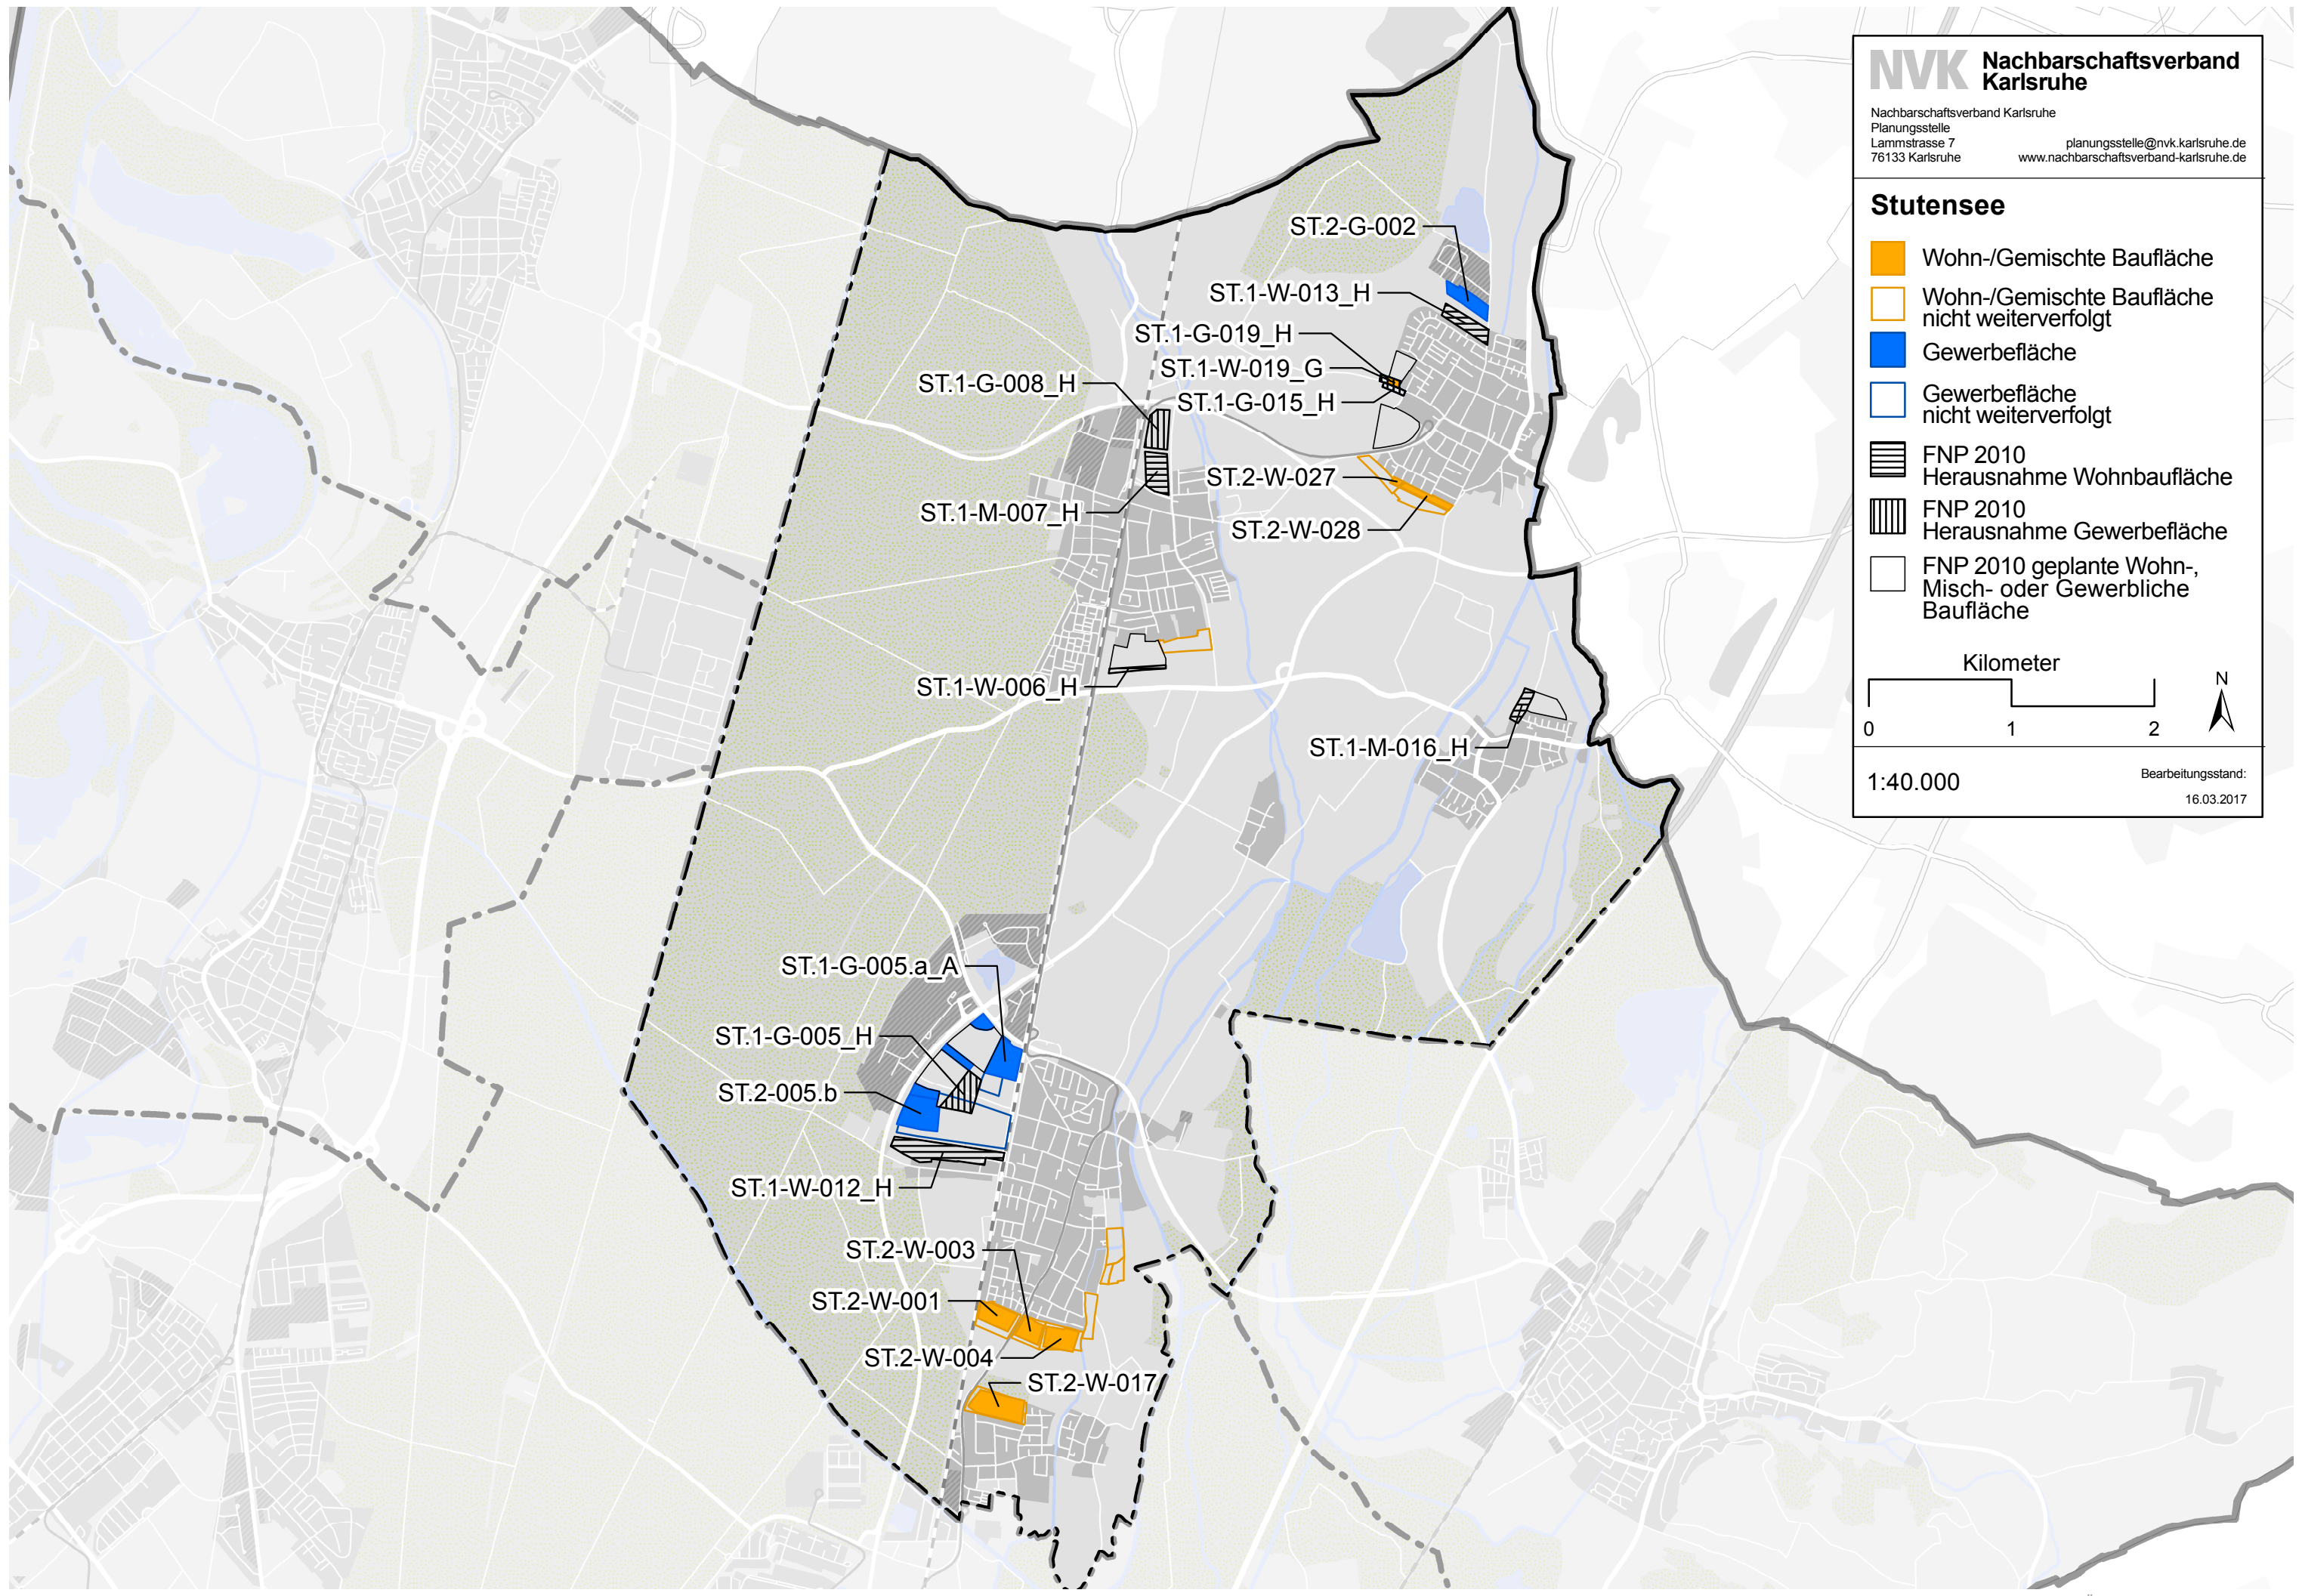 NVK Nachbarschaftsverband
Karlsruhe
Nachbarschaftsverband Karlsruhe
Planungsstelle
Lammstrasse 7 planungsstelle@nvk.karlsruhe.de
76133 Karlsruhe www.nachbarschaftsverband-karlsruhe.de
Stutensee
Wohn-/Gemischte Baufläche
Wohn-/Gemischte Baufläche
nicht weiterverfolgt
Gewerbefläche
Gewerbefläche
nicht weiterverfolgt
FNP 2010
Herausnahme Wohnbaufläche
FNP 2010
Herausnahme Gewerbefläche
FNP 2010 geplante Wohn-,
Misch- oder Gewerbliche
Baufläche
Kilometer
N
0 1 2
1:40.000
Bearbeitungsstand:
16.03.2017
ST.2-G-002
ST.1-W-013_H
ST.1-G-019_H
ST.1-W-019_G
ST.1-G-008_H
ST.1-G-015_H
ST.2-W-027
ST.1-M-007_H
ST.2-W-028
ST.1-W-006_H
ST.1-M-016_H
ST.1-G-005.a_A
ST.1-G-005_H
ST.2-005.b
ST.1-W-012_H
ST.2-W-003
ST.2-W-001
ST.2-W-004
ST.2-W-017